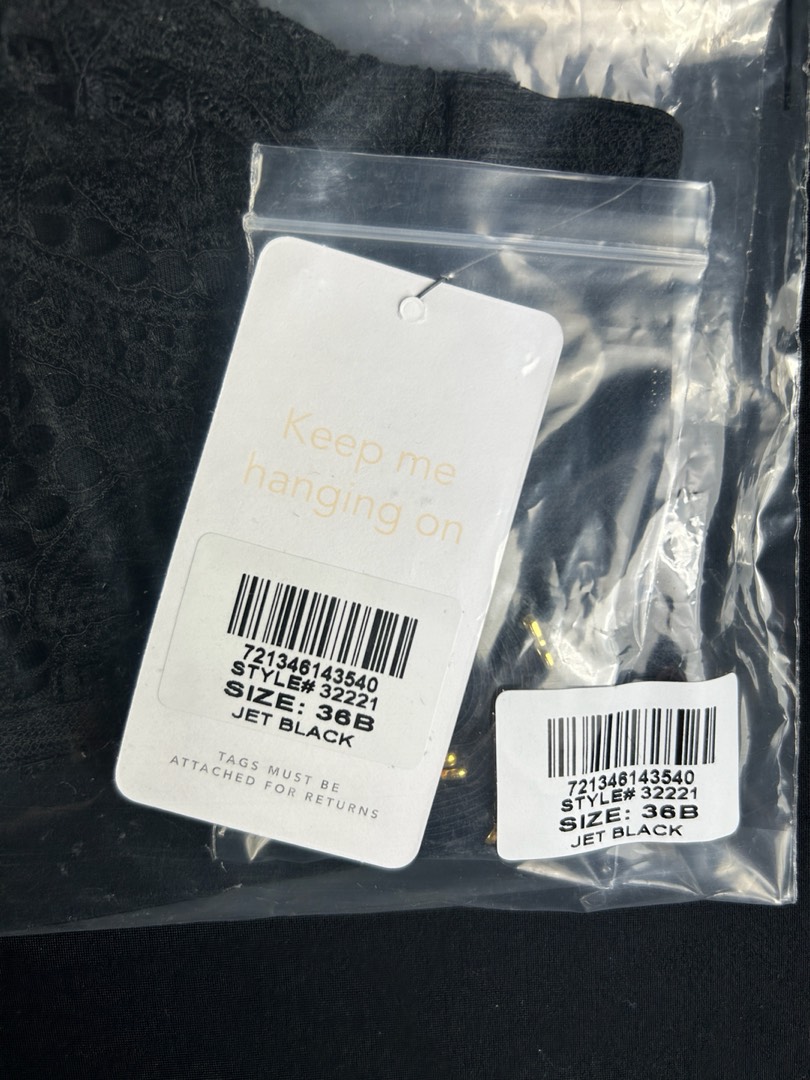 Keep me
hanging on
721346143540
STYLE# 32221
SIZE: 36B
JET BLACK
TAGS MUST BE
ATTACHED FOR RETURNS
721346143540
STYLE# 32221
SIZE: 36B
JET BLACK